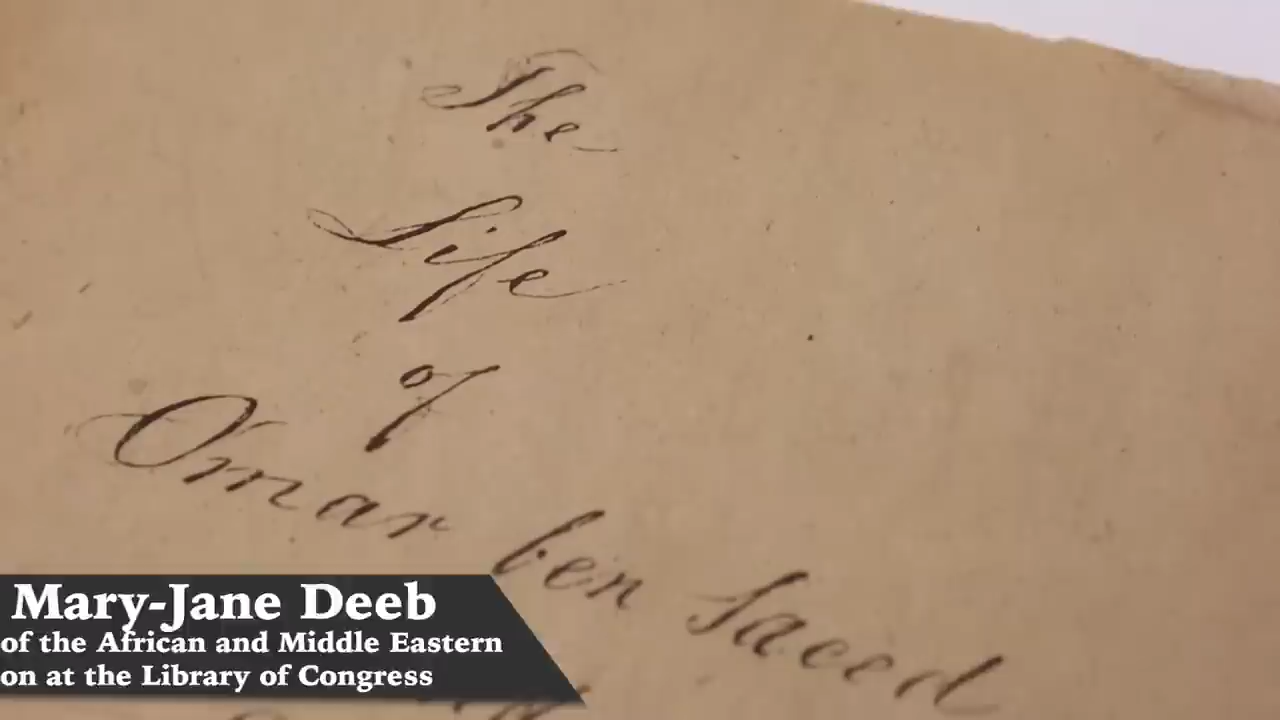 The
Life
of
Omar ben Saeed
Mary-Jane Deeb
of the African and Middle Eastern
on at the Library of Congress